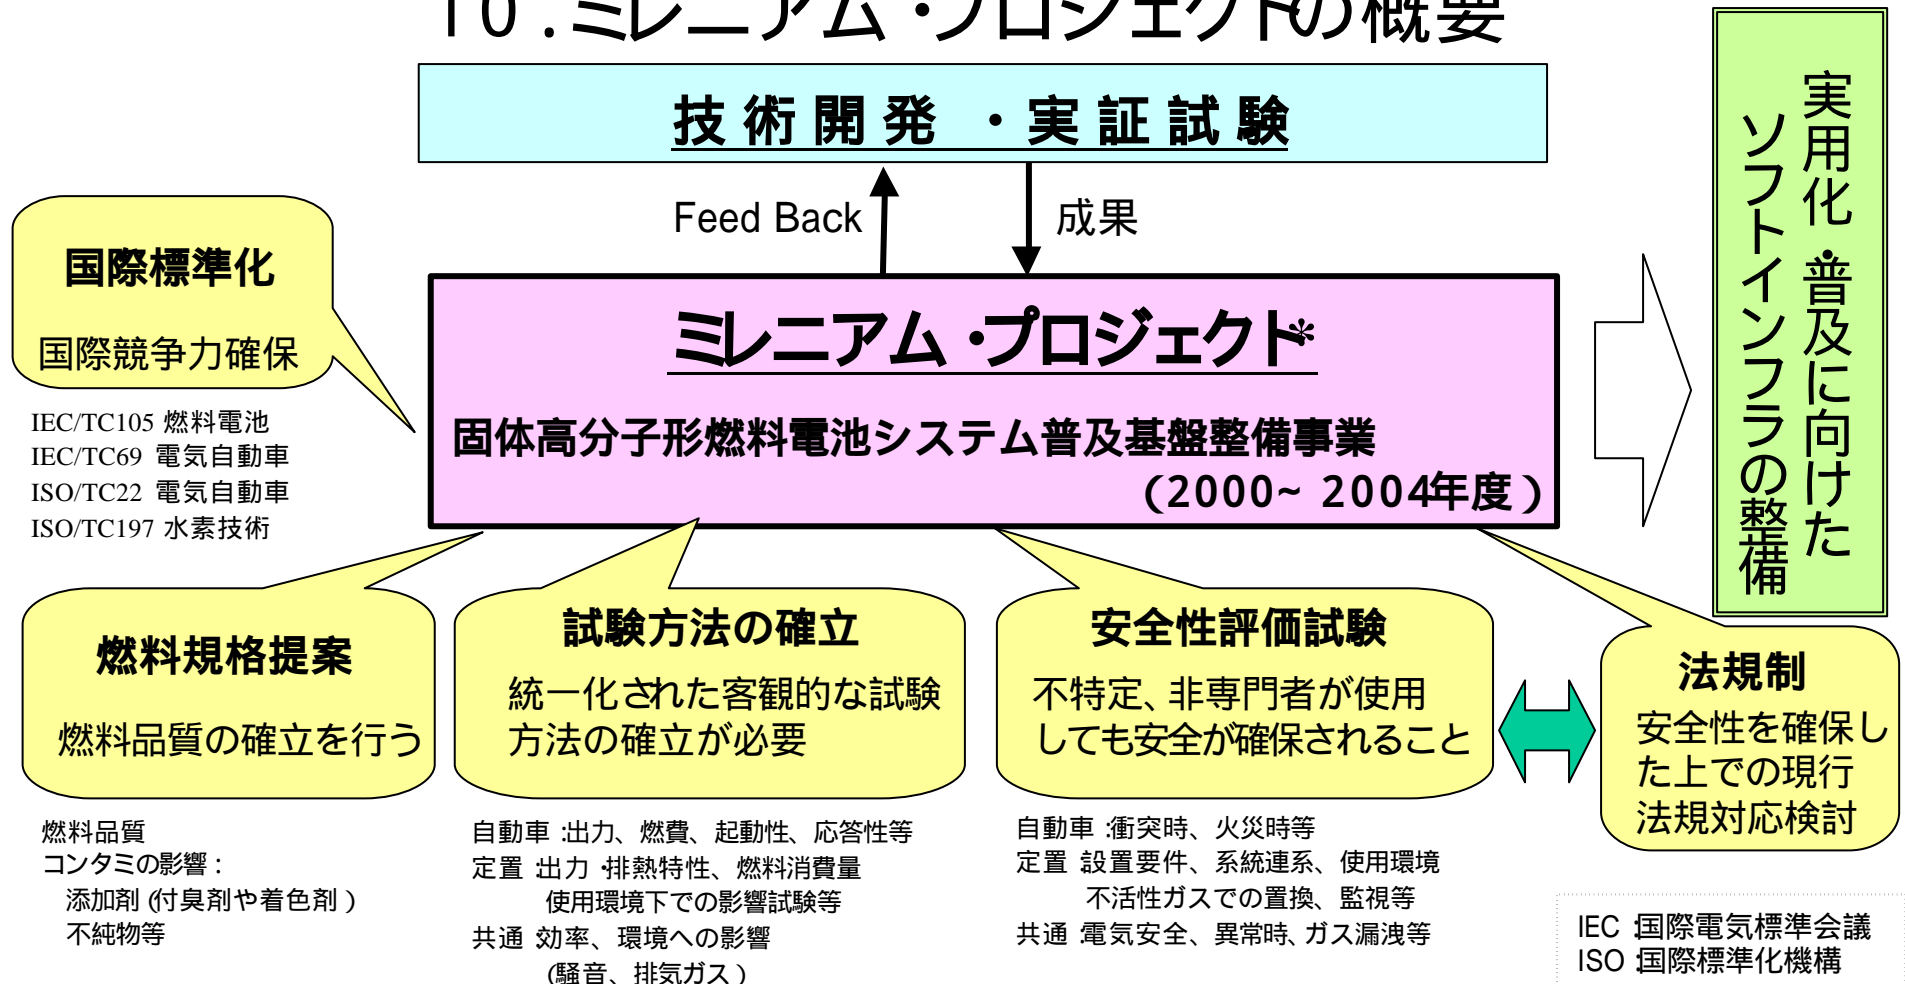 10.ミレニアム・プロジェクトの概要
技術開発・実証試験
Feed Back
成果
実用化・普及に向けた
ソフトインフラの整備
国際標準化
国際競争力確保
IEC/TC105 燃料電池
IEC/TC69 電気自動車
ISO/TC22 電気自動車
ISO/TC197 水素技術
ミレニアム・プロジェクト*
固体高分子形燃料電池システム普及基盤整備事業
(2000~2004年度)
燃料規格提案
燃料品質の確立を行う
燃料品質
コンタミの影響:
添加剤(付臭剤や着色剤)
不純物等
試験方法の確立
統一化された客観的な試験
方法の確立が必要
自動車:出力、燃費、起動性、応答性等
定置:出力・排熱特性、燃料消費量
使用環境下での影響試験等
共通:効率、環境への影響
(騒音、排気ガス)
安全性評価試験
不特定、非専門者が使用
しても安全が確保されること
自動車:衝突時、火災時等
定置:設置要件、系統連系、使用環境
不活性ガスでの置換、監視等
共通:電気安全、異常時、ガス漏洩等
法規制
安全性を確保し
た上での現行
法規対応検討
IEC:国際電気標準会議
ISO:国際標準化機構